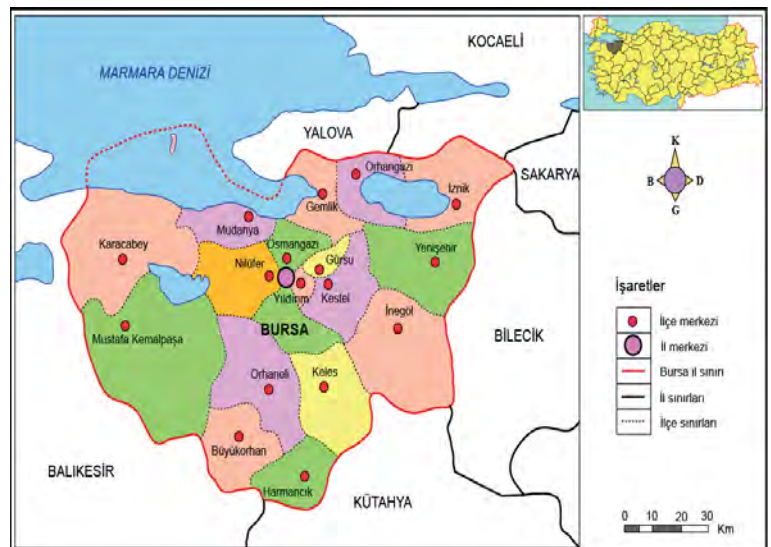 KOCAELİ
MARMARA DENİZİ
YALOVA
SAKARYA
Orhangazi
İznik
Gemlik
Mudanya
Osmangazi
Karacabey
Nilüfer
Gürsu
Yenişehir
Yıldırım
Kestel
BURSA
İnegöl
BİLECİK
Mustafa Kemalpaşa
Orhaneli
Keles
Büyükorhan
Harmancık
BALIKESİR
KÜTAHYA
K
B D
G
İşaretler
İlçe merkezi
İl merkezi
Bursa il sınırı
İl sınırları
İlçe sınırları
0 10 20 30
Km